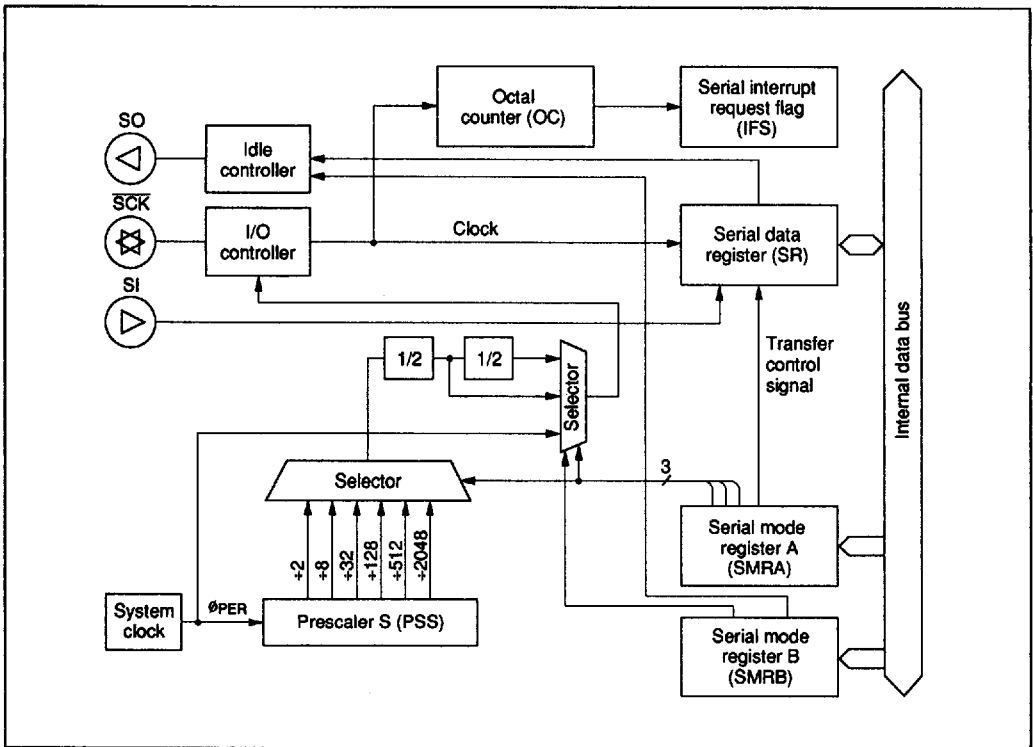 Octal
counter (OC)
Serial interrupt
request flag
(IFS)
SO
Idle
controller
SCK
I/O
controller
Clock
Serial data
register (SR)
SI
Transfer
control
signal
Internal data bus
1/2
1/2
Selector
Selector
3
÷2
÷8
÷32
÷128
÷512
÷2048
Serial mode
register A
(SMRA)
System
clock
øPER
Prescaler S (PSS)
Serial mode
register B
(SMRB)